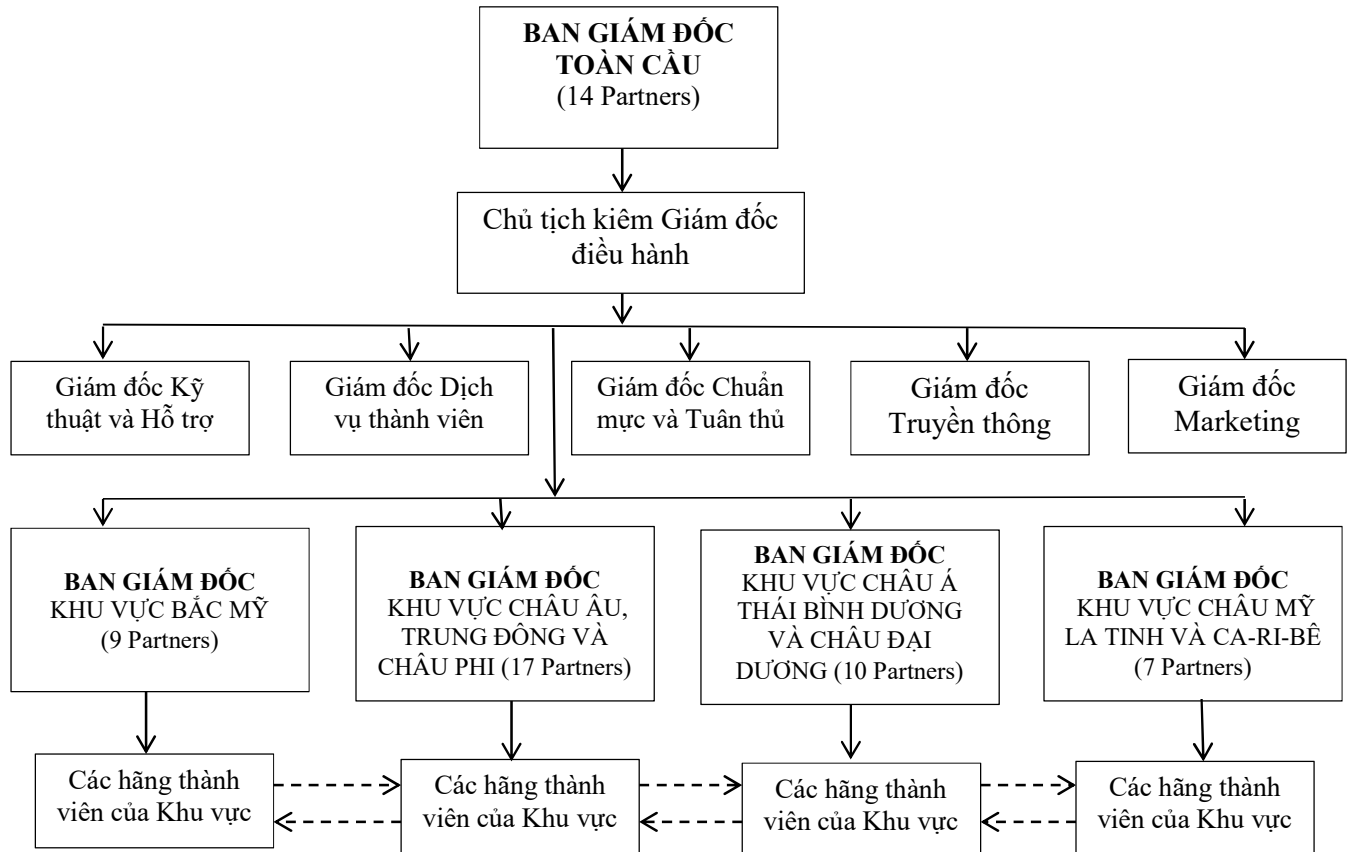 BAN GIÁM ĐỐC
TOÀN CẦU
(14 Partners)
Chủ tịch kiêm Giám đốc
điều hành
Giám đốc Kỹ
thuật và Hỗ trợ
Giám đốc Dịch
vụ thành viên
Giám đốc Chuẩn
mực và Tuân thủ
Giám đốc
Truyền thông
Giám đốc
Marketing
BAN GIÁM ĐỐC
KHU VỰC BẮC MỸ
(9 Partners)
BAN GIÁM ĐỐC
KHU VỰC CHÂU ÂU,
TRUNG ĐÔNG VÀ
CHÂU PHI (17 Partners)
BAN GIÁM ĐỐC
KHU VỰC CHÂU Á
THÁI BÌNH DƯƠNG
VÀ CHÂU ĐẠI
DƯƠNG (10 Partners)
BAN GIÁM ĐỐC
KHU VỰC CHÂU MỸ
LA TINH VÀ CA-RI-BÊ
(7 Partners)
Các hãng thành
viên của Khu vực
Các hãng thành
viên của Khu vực
Các hãng thành
viên của Khu vực
Các hãng thành
viên của Khu vực